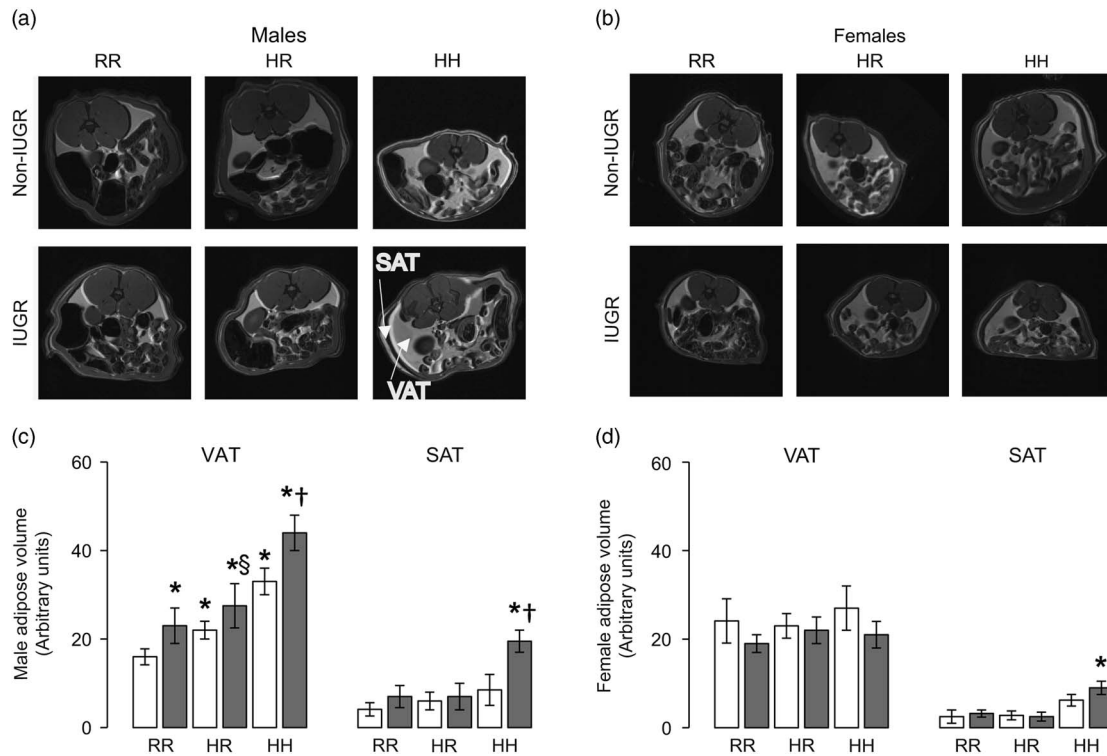 (a)
Males
RR HR HH
Non-IUGR
IUGR
SAT
VAT
(b)
Females
RR HR HH
Non-IUGR
IUGR
(c)
VAT SAT
Male adipose volume
(Arbitrary units)
60
40
20
0
* * *§ * *† *†
RR HR HH RR HR HH
(d)
VAT SAT
Female adipose volume
(Arbitrary units)
60
40
20
0
*
RR HR HH RR HR HH